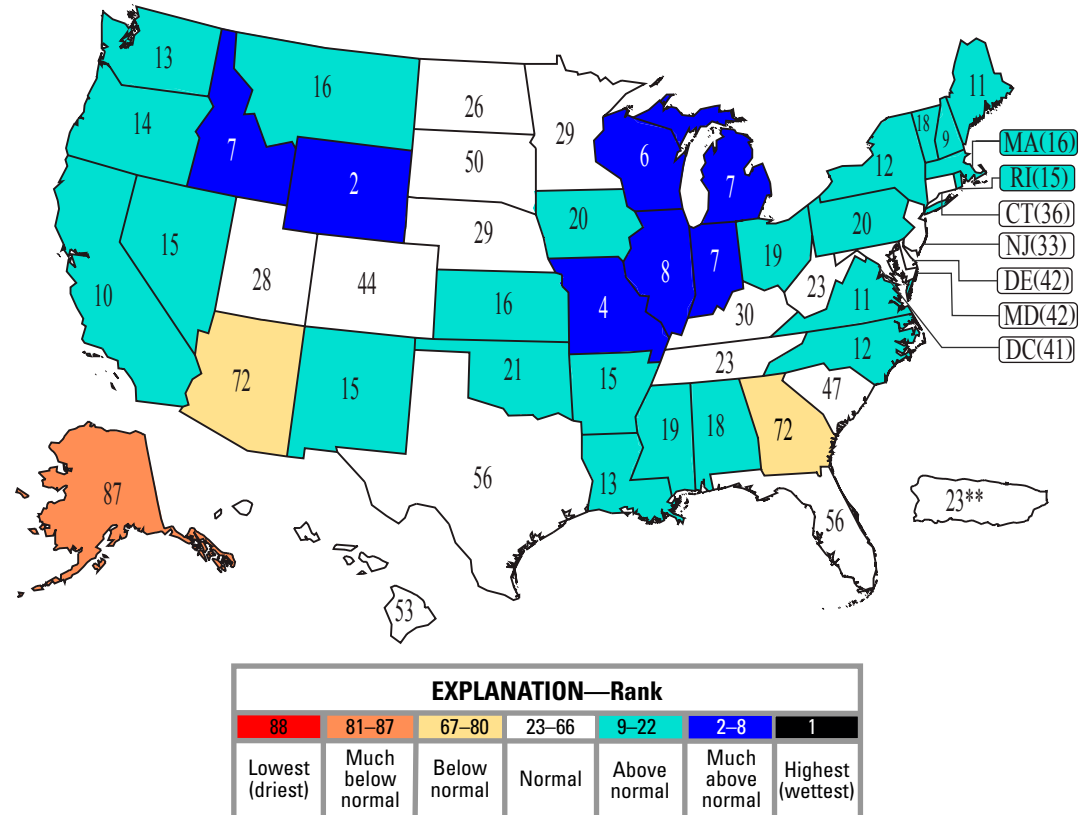 13
16
26
29
11
14
7
50
6
18
9
MA(16)
2
12
RI(15)
7
CT(36)
15
20
20
29
19
NJ(33)
10
28
44
8
7
DE(42)
16
4
23
11
30
MD(42)
DC(41)
72
15
21
15
23
12
47
19
18
72
56
13
87
23**
56
53
EXPLANATION—Rank
88 81–87 67–80 23–66 9–22 2–8 1
Lowest (driest)
Much below normal
Below normal
Normal
Above normal
Much above normal
Highest (wettest)